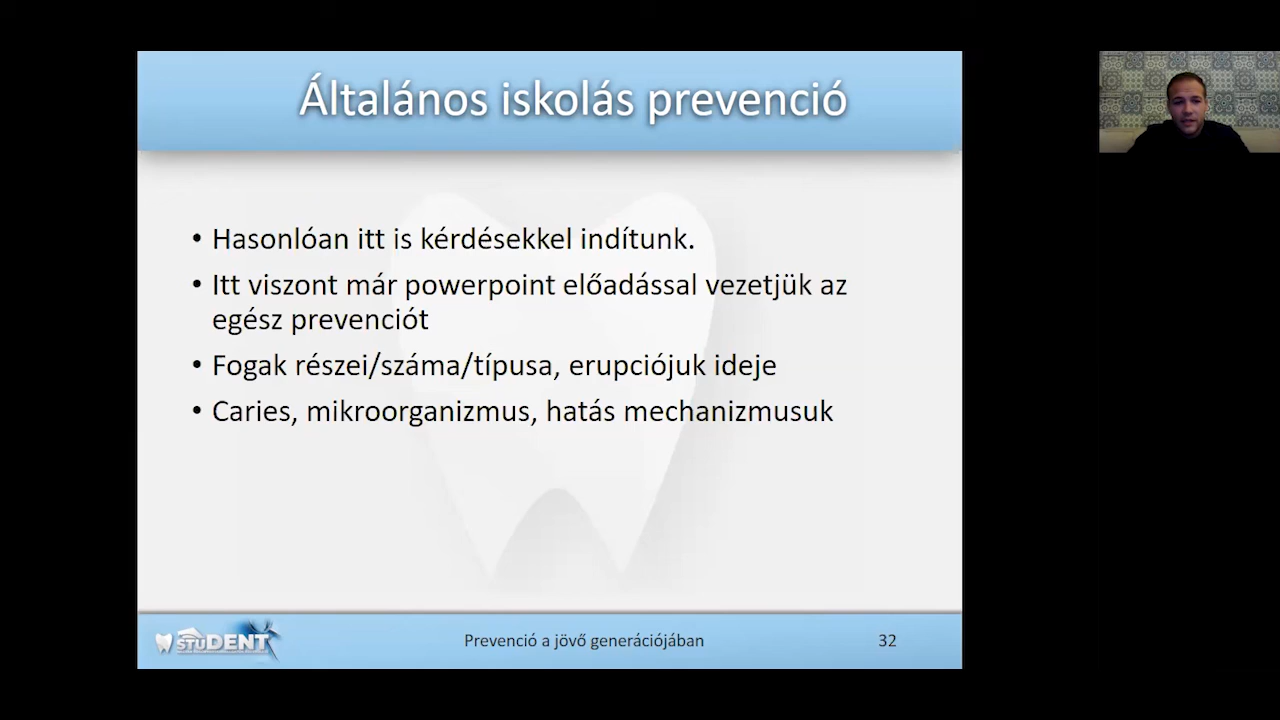 Általános iskolás prevenció
• Hasonlóan itt is kérdésekkel indítunk.
• Itt viszont már powerpoint előadással vezetjük az
egész prevenciót
• Fogak részei/száma/típusa, erupciójuk ideje
• Caries, mikroorganizmus, hatás mechanizmusuk
STUDENT
Prevenció a jövő generációjában
32